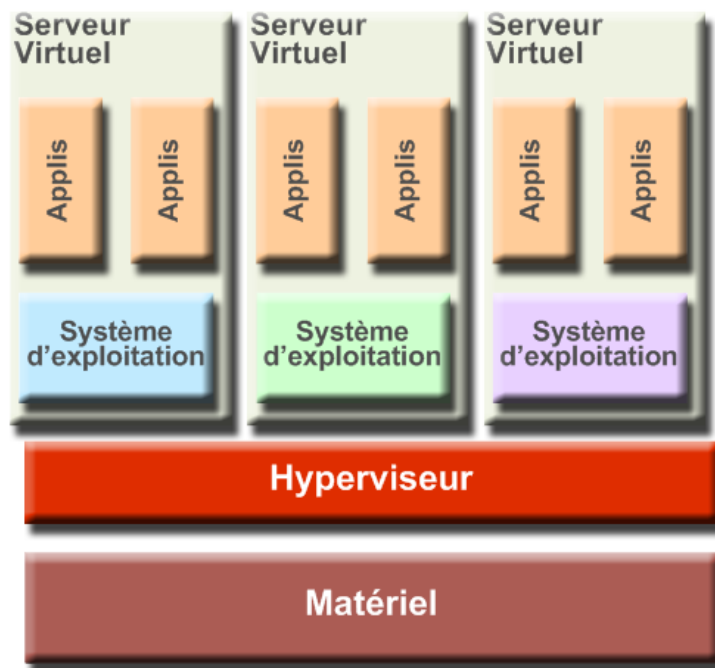 Serveur
Virtuel
Serveur
Virtuel
Serveur
Virtuel
Applis
Applis
Applis
Applis
Applis
Applis
Système
d'exploitation
Système
d'exploitation
Système
d'exploitation
Hyperviseur
Matériel